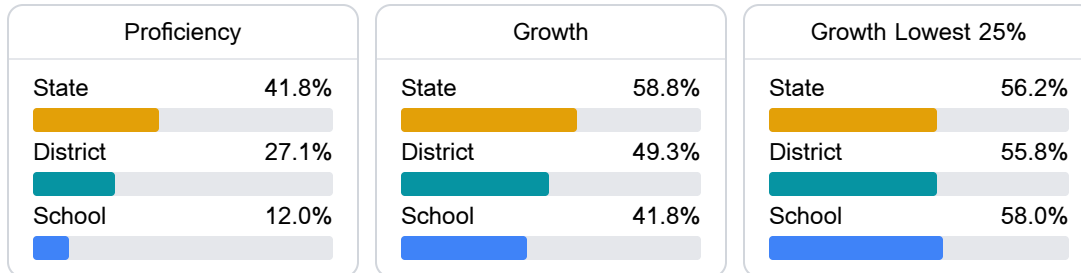 Proficiency
State 41.8%
District 27.1%
School 12.0%
Growth
State 58.8%
District 49.3%
School 41.8%
Growth Lowest 25%
State 56.2%
District 55.8%
School 58.0%